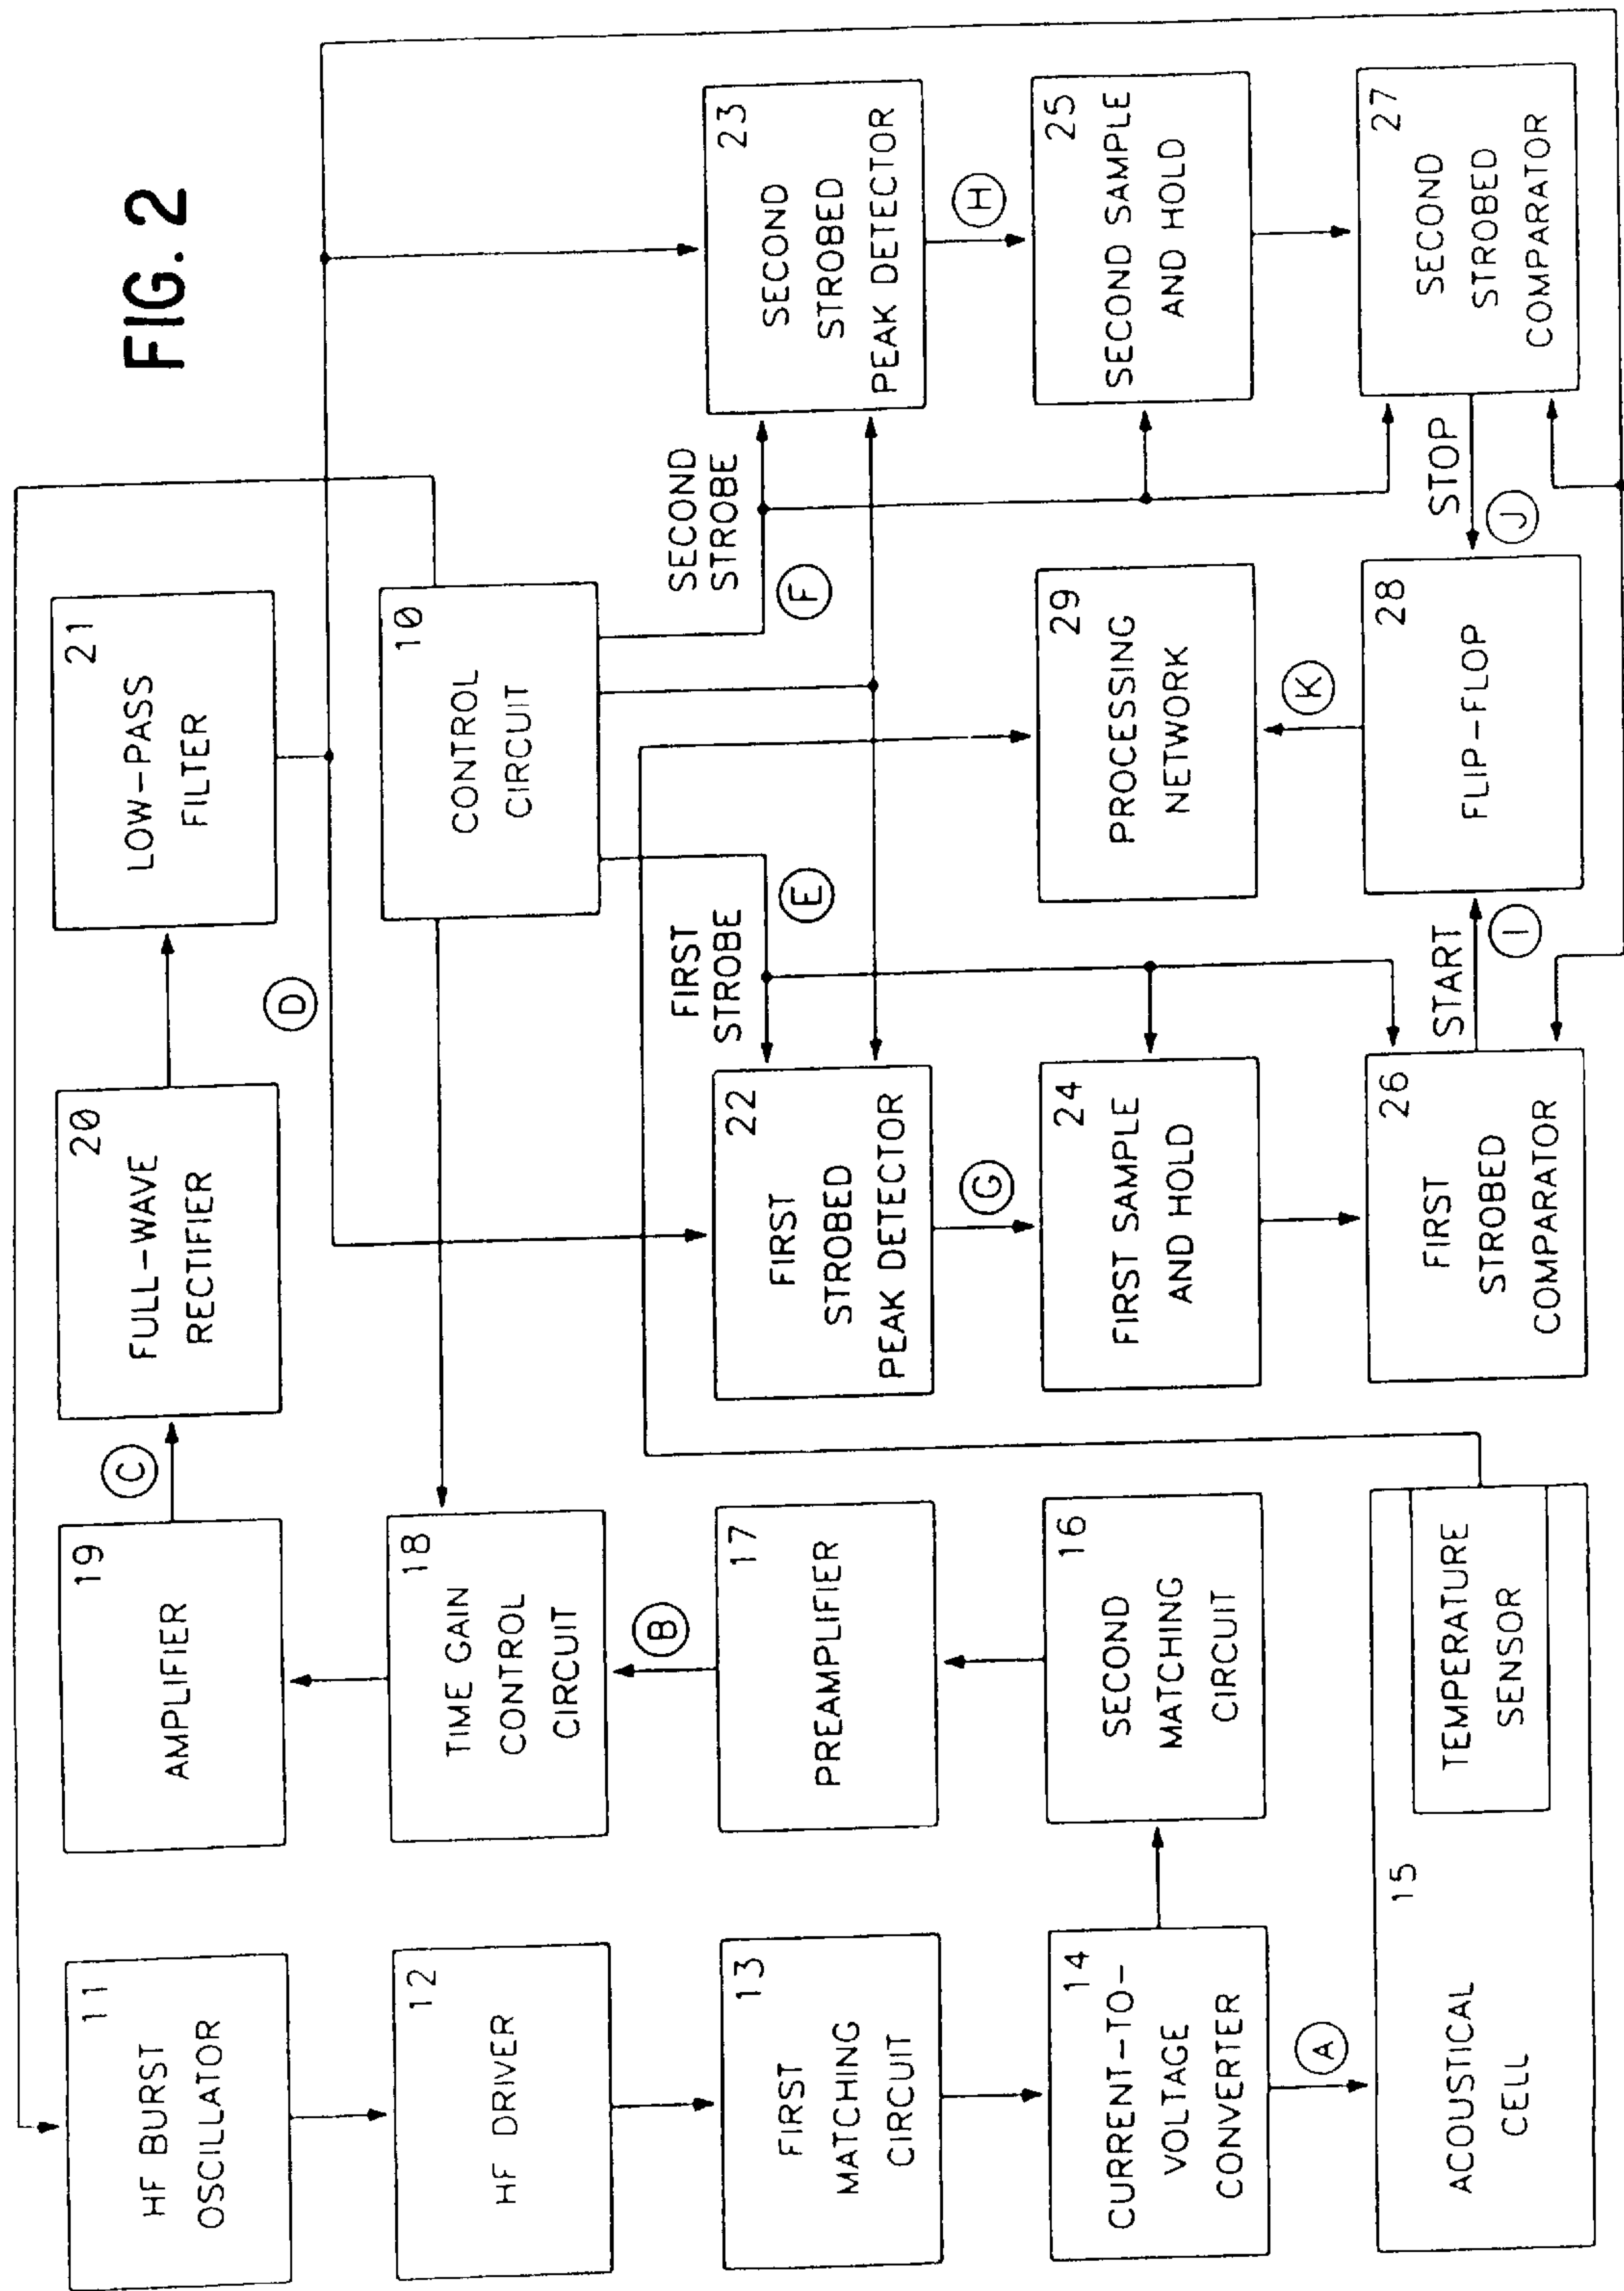 FIG. 2
11
HF BURST
OSCILLATOR
12
HF DRIVER
13
FIRST
MATCHING
CIRCUIT
14
CURRENT-TO-
VOLTAGE
CONVERTER
A
15
ACOUSTICAL
CELL
TEMPERATURE
SENSOR
16
SECOND
MATCHING
CIRCUIT
17
PREAMPLIFIER
B
18
TIME GAIN
CONTROL
CIRCUIT
19
AMPLIFIER
C
20
FULL-WAVE
RECTIFIER
21
LOW-PASS
FILTER
D
10
CONTROL
CIRCUIT
FIRST
STROBE
E
SECOND
STROBE
F
22
FIRST
STROBED
PEAK DETECTOR
G
24
FIRST SAMPLE
AND HOLD
26
FIRST
STROBED
COMPARATOR
START
I
23
SECOND
STROBED
PEAK DETECTOR
H
25
SECOND SAMPLE
AND HOLD
27
SECOND
STROBED
COMPARATOR
STOP
J
28
FLIP-FLOP
K
29
PROCESSING
NETWORK